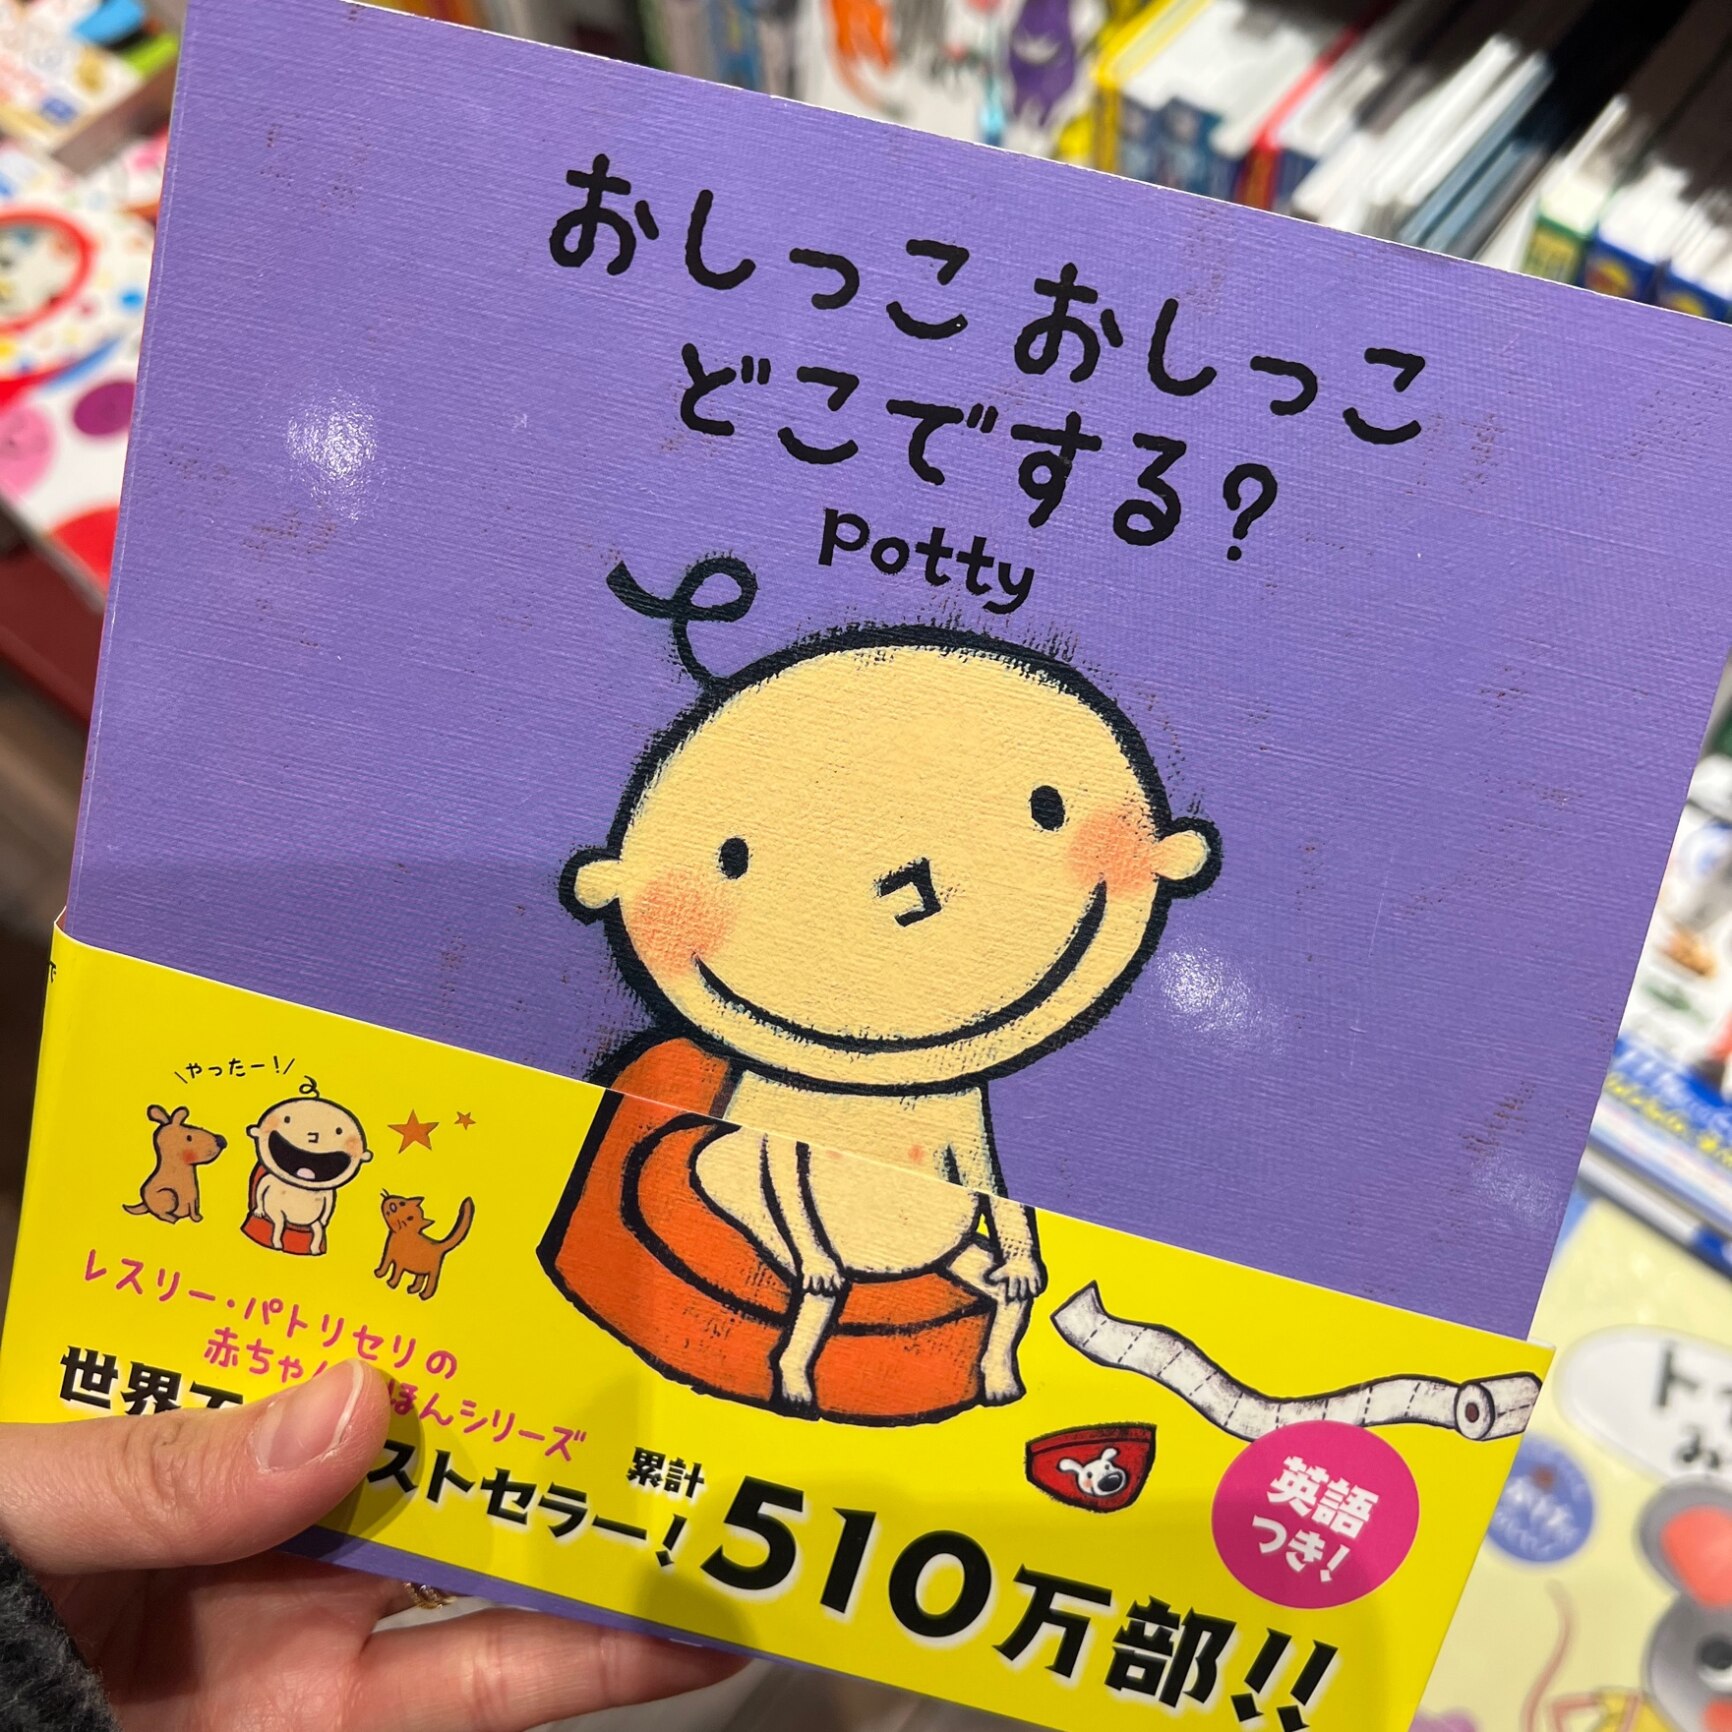 おしっこ おしっこ
どこでする?
potty
やったー!
レスリー・パトリセリの
赤ちゃん ほんシリーズ
世界 ストセラー!
累計
510万部!!
英語
つき!